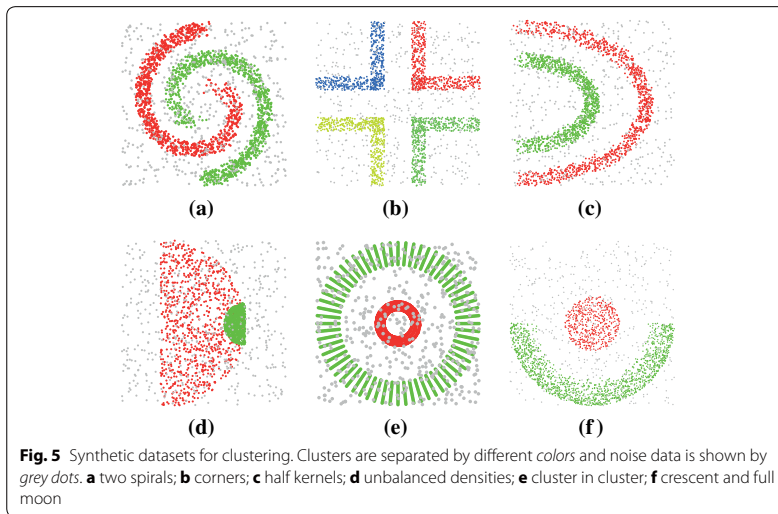 (a) (b) (c)
(d) (e) (f)
Fig. 5 Synthetic datasets for clustering. Clusters are separated by different colors and noise data is shown by
grey dots. a two spirals; b corners; c half kernels; d unbalanced densities; e cluster in cluster; f crescent and full
moon